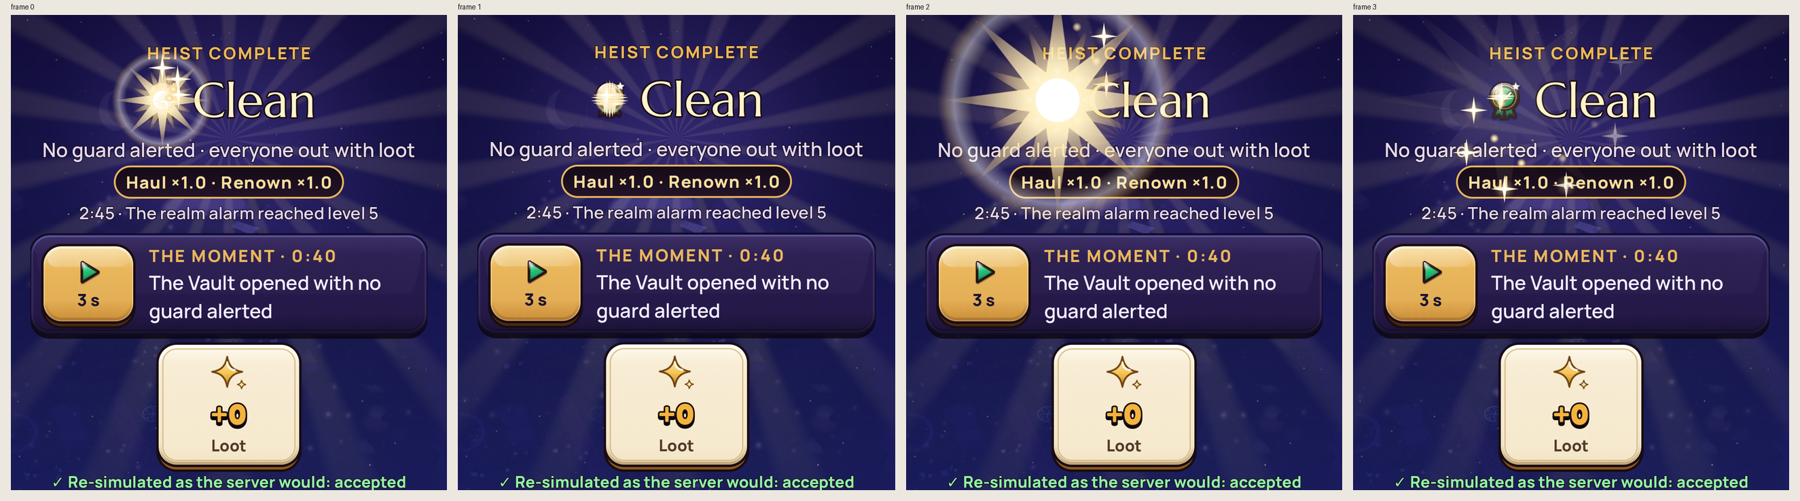 frame 0
HEIST COMPLETE
Clean
No guard alerted · everyone out with loot
Haul ×1.0 · Renown ×1.0
2:45 · The realm alarm reached level 5
THE MOMENT · 0:40
3 s
The Vault opened with no
guard alerted
+0
Loot
✓ Re-simulated as the server would: accepted
frame 1
HEIST COMPLETE
Clean
No guard alerted · everyone out with loot
Haul ×1.0 · Renown ×1.0
2:45 · The realm alarm reached level 5
THE MOMENT · 0:40
3 s
The Vault opened with no
guard alerted
+0
Loot
✓ Re-simulated as the server would: accepted
frame 2
HEIST COMPLETE
Clean
No guard alerted · everyone out with loot
Haul ×1.0 · Renown ×1.0
2:45 · The realm alarm reached level 5
THE MOMENT · 0:40
3 s
The Vault opened with no
guard alerted
+0
Loot
✓ Re-simulated as the server would: accepted
frame 3
HEIST COMPLETE
Clean
No guard alerted · everyone out with loot
Haul ×1.0 · Renown ×1.0
2:45 · The realm alarm reached level 5
THE MOMENT · 0:40
3 s
The Vault opened with no
guard alerted
+0
Loot
✓ Re-simulated as the server would: accepted